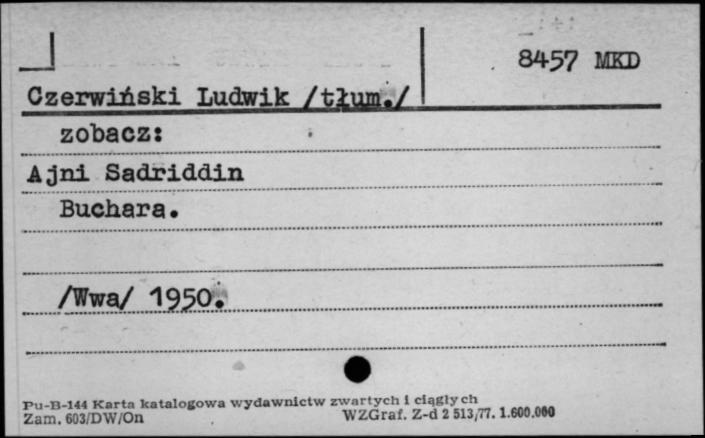 8457 MKD
Czerwiński Ludwik /tłum./
zobacz:
Ajni Sadriddin
Buchara.
/Wwa/ 1950.
Pu-B-144 Karta katalogowa wydawnictw zwartych i ciągłych
Zam. 603/DW/On WZGraf. Z-d 2 513/77. 1.600.000